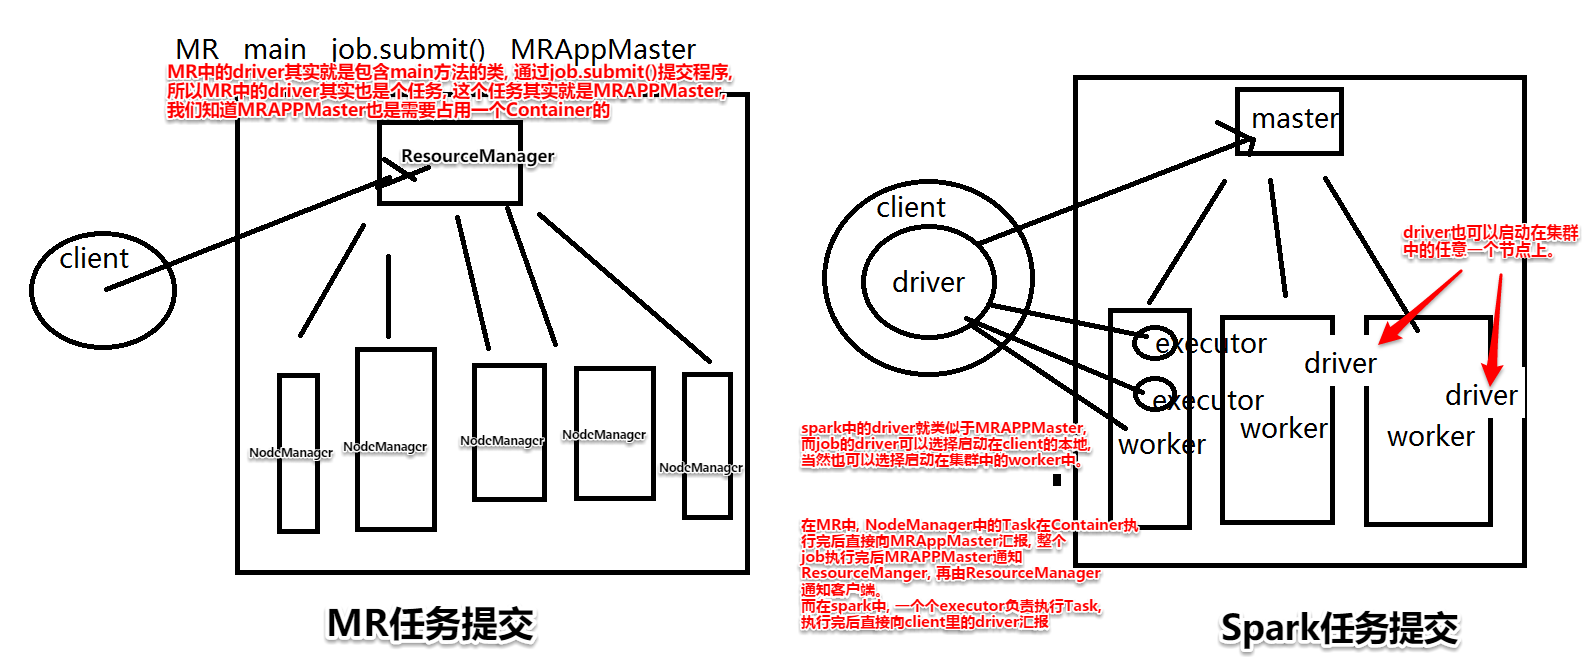 MR main job.submit() MRAppMaster
MR中的driver其实就是包含main方法的类, 通过job.submit()提交程序,
所以MR中的driver其实也是个任务, 这个任务其实就是MRAPPMaster,
我们知道MRAPPMaster也是需要占用一个Container的
ResourceManager
client
NodeManager
NodeManager
NodeManager
NodeManager
NodeManager
MR任务提交
master
client
driver
driver也可以启动在集群
中的任意一个节点上。
executor
executor
worker
driver
worker
driver
worker
spark中的driver就类似于MRAPPMaster,
而job的driver可以选择启动在client的本地,
当然也可以选择启动在集群中的worker中。
在MR中, NodeManager中的Task在Container执
行完后直接向MRAppMaster汇报, 整个
job执行完后MRAPPMaster通知
ResourceManger, 再由ResourceManager
通知客户端。
而在spark中, 一个个executor负责执行Task,
执行完后直接向client里的driver汇报
Spark任务提交